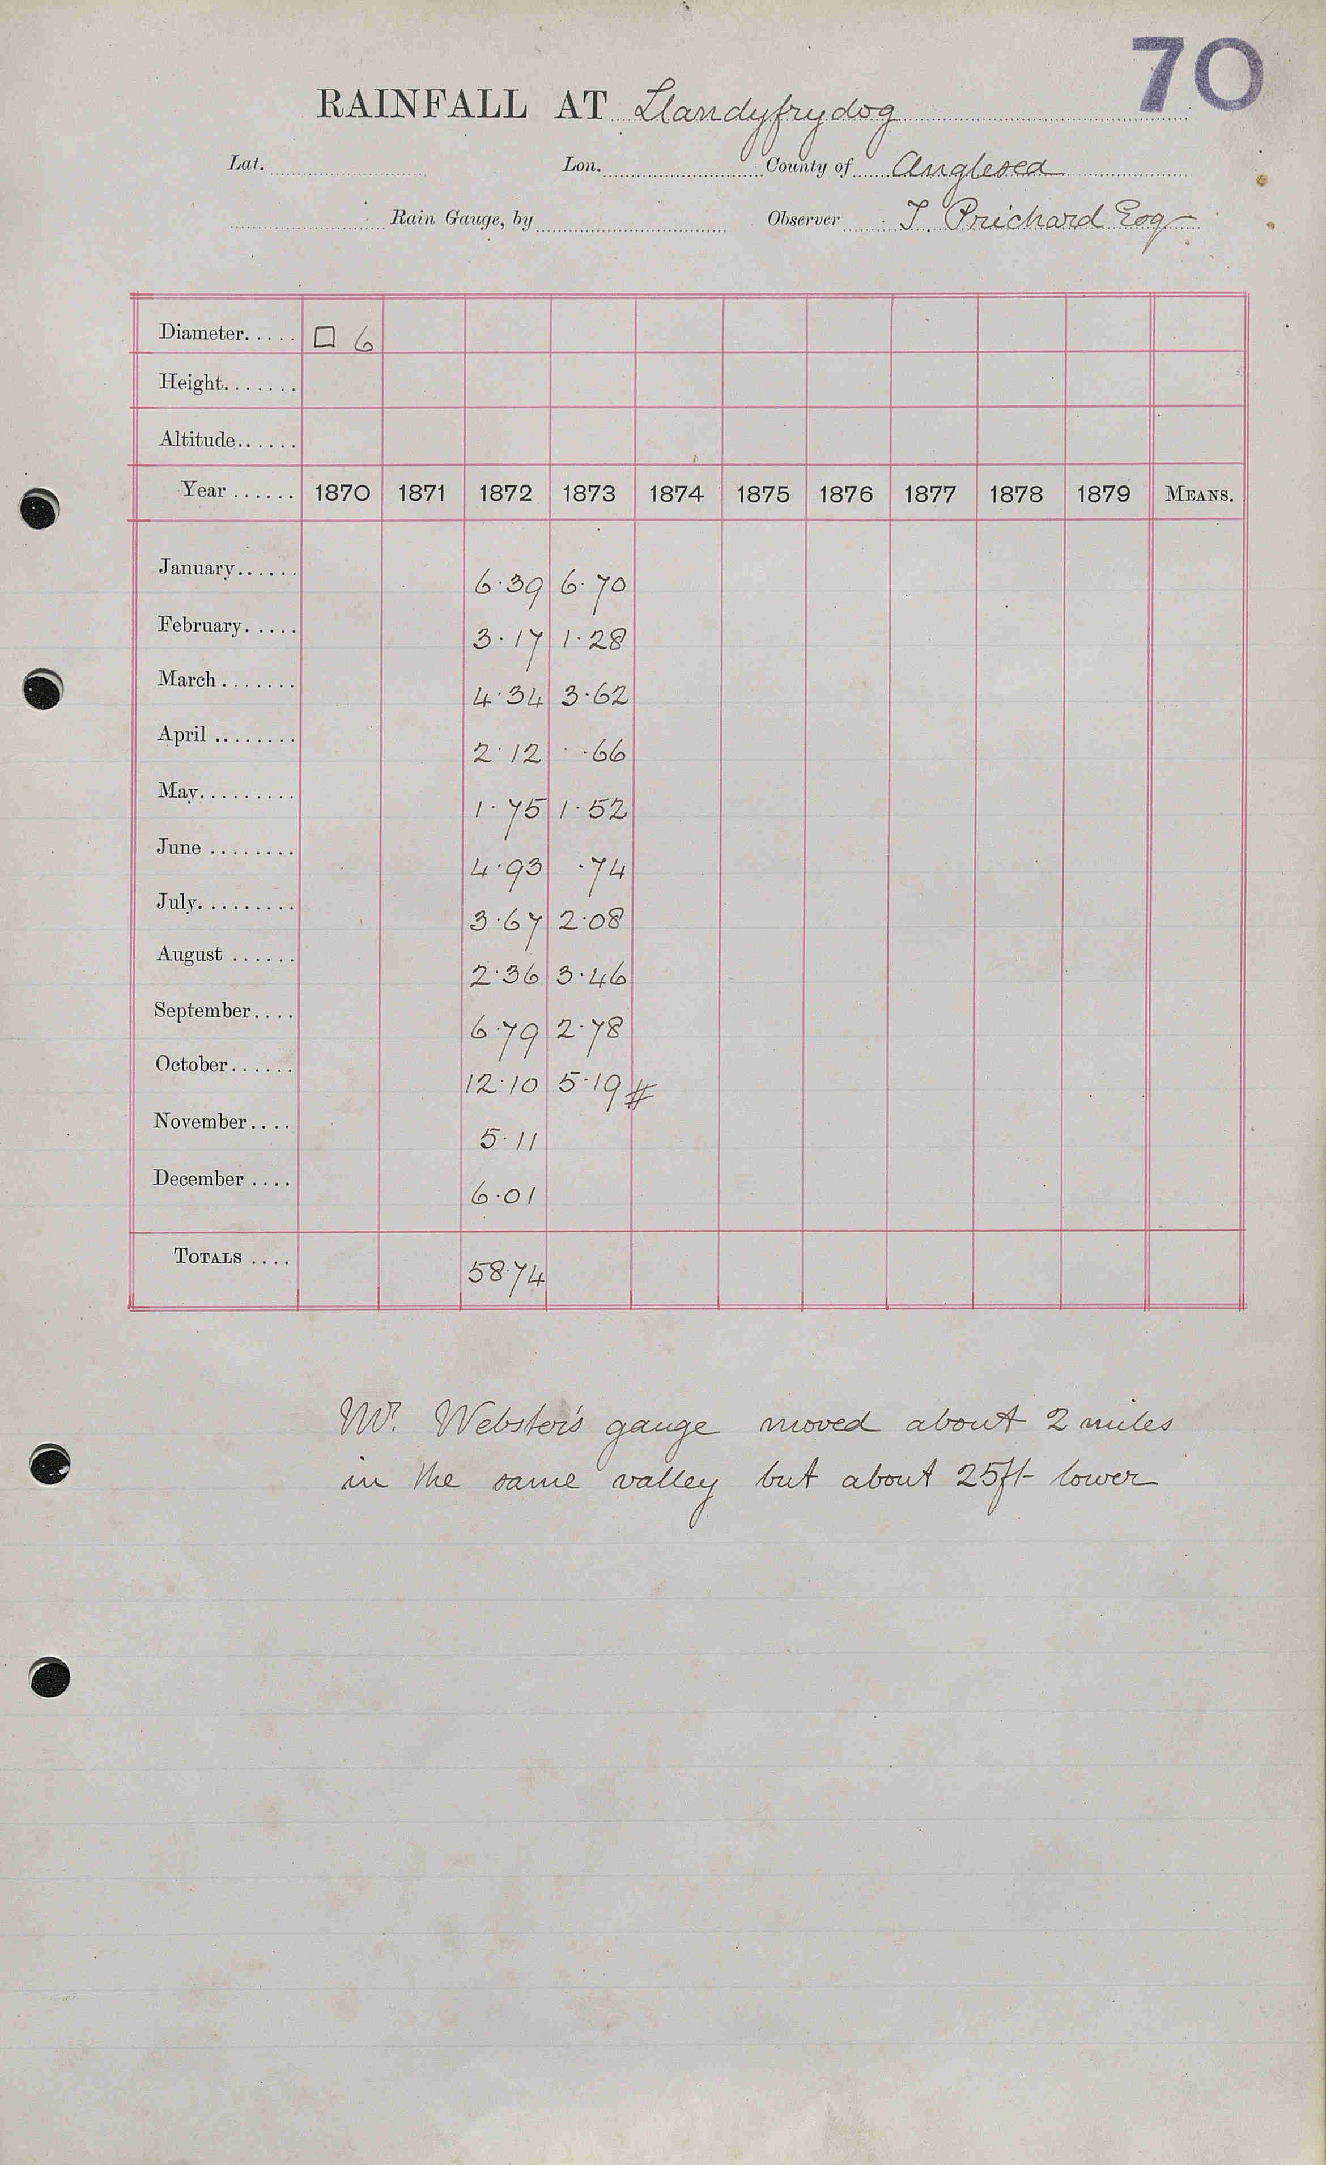 70
RAINFALL AT Llandyfrydog
Lat. Lon. County of Anglesea
Rain Gauge, by Observer T. Prichard Esq
Diameter..... □ 6
Height.......
Altitude......
Year ...... 1870 1871 1872 1873 1874 1875 1876 1877 1878 1879 MEANS.
January...... 6·39 6·70
February..... 3·17 1·28
March ....... 4·34 3·62
April ........ 2·12 ·66
May......... 1·75 1·52
June ........ 4·93 ·74
July......... 3·67 2·08
August ...... 2·36 3·46
September.... 6·79 2·78
October...... 12·10 5·19 #
November.... 5·11
December .... 6·01
TOTALS .... 58·74
Mr. Webster's gauge moved about 2 miles
in the same valley but about 25ft lower